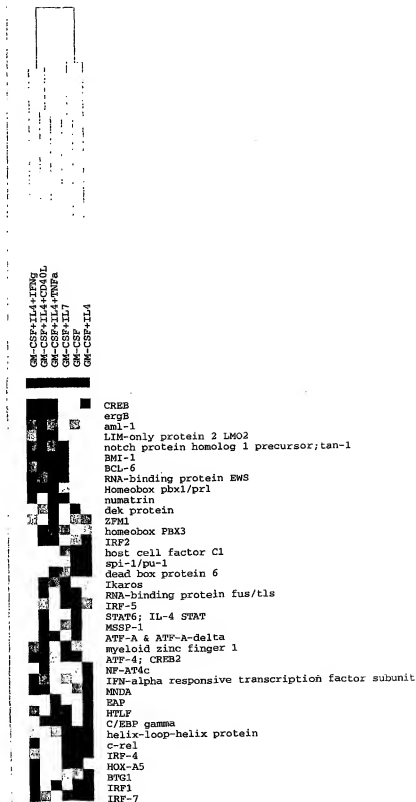 GM-CSF+IL4+IFNg
GM-CSF+IL4+CD40L
GM-CSF+IL4+TNFa
GM-CSF+IL7
GM-CSF
GM-CSF+IL4
CREB
ergB
aml-1
LIM-only protein 2 LMO2
notch protein homolog 1 precursor;tan-1
BMI-1
BCL-6
RNA-binding protein EWS
Homeobox pbx1/prl
numatrin
dek protein
ZFM1
homeobox PBX3
IRF2
host cell factor C1
spi-1/pu-1
dead box protein 6
Ikaros
RNA-binding protein fus/tls
IRF-5
STAT6; IL-4 STAT
MSSP-1
ATF-A & ATF-A-delta
myeloid zinc finger 1
ATF-4; CREB2
NF-AT4c
IFN-alpha responsive transcription factor subunit
MNDA
EAP
HTLF
C/EBP gamma
helix-loop-helix protein
c-rel
IRF-4
HOX-A5
BTG1
IRF1
IRF-7